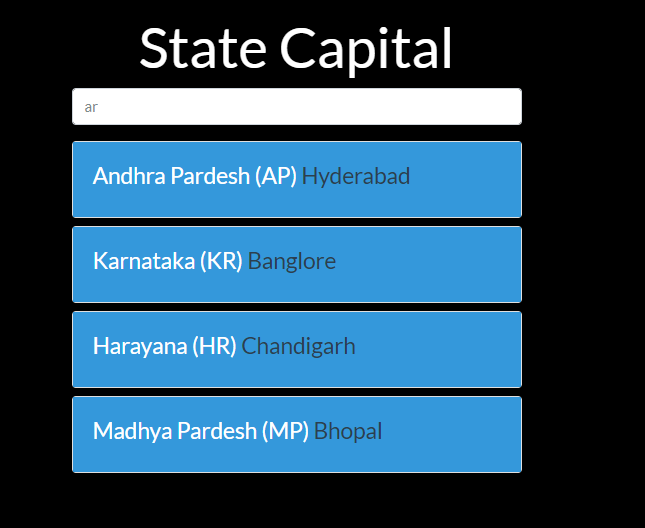 State Capital
ar
Andhra Pardesh (AP) Hyderabad
Karnataka (KR) Banglore
Harayana (HR) Chandigarh
Madhya Pardesh (MP) Bhopal